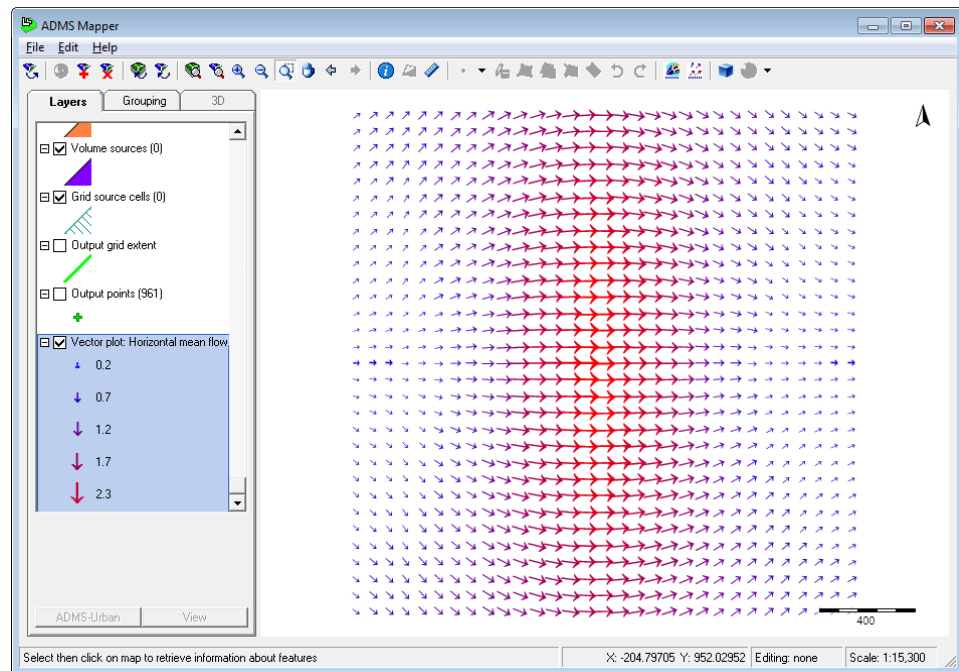 ADMS Mapper
File Edit Help
Layers Grouping 3D
Volume sources (0)
Grid source cells (0)
Output grid extent
Output points (961)
Vector plot: Horizontal mean flow
0.2
0.7
1.2
1.7
2.3
400
ADMS-Urban View
Select then click on map to retrieve information about features X: -204.79705 Y: 952.02952 Editing: none Scale: 1:15,300